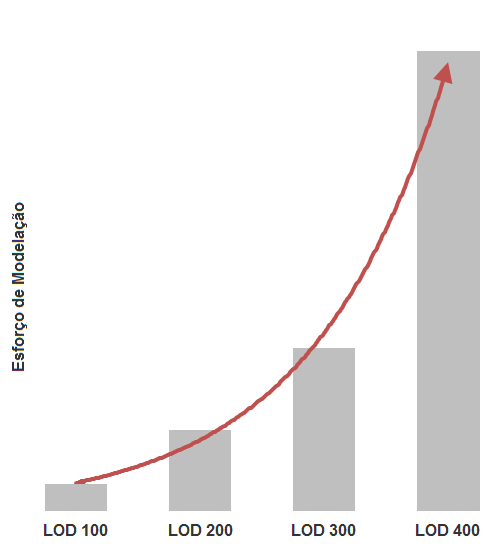 Esforço de Modelação
LOD 100
LOD 200
LOD 300
LOD 400